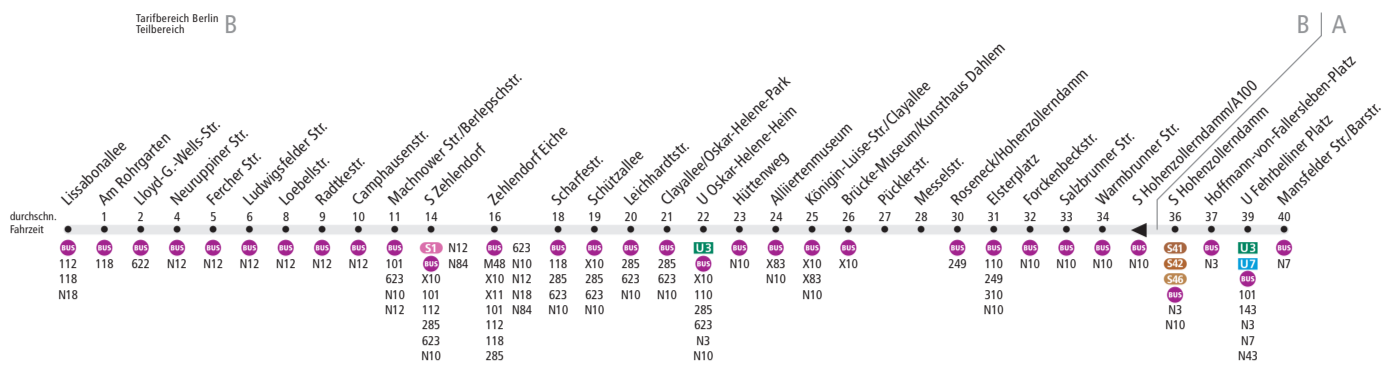 Tarifbereich Berlin
Teilbereich B
B A
Lissabonallee
Am Rohrgarten
Lloyd-G.-Wells-Str.
Neuruppiner Str.
Fercher Str.
Ludwigsfelder Str.
Loebellstr.
Radtkestr.
Camphausenstr.
Machnower Str./Berlepschstr.
S Zehlendorf
Zehlendorf Eiche
Scharfestr.
Schützallee
Leichhardtstr.
Clayallee/Oskar-Helene-Park
U Oskar-Helene-Heim
Hüttenweg
Alliiertenmuseum
Königin-Luise-Str./Clayallee
Brücke-Museum/Kunsthaus Dahlem
Pücklerstr.
Messelstr.
Roseneck/Hohenzollerndamm
Elsterplatz
Forckenbeckstr.
Salzbrunner Str.
Warmbrunner Str.
S Hohenzollerndamm/A100
S Hohenzollerndamm
Hoffmann-von-Fallersleben-Platz
U Fehrbelliner Platz
Mansfelder Str./Barstr.
durchschn. 1 2 4 5 6 8 9 10 11 14 16 18 19 20 21 22 23 24 25 26 27 28 30 31 32 33 34 36 37 39 40
Fahrzeit
BUS BUS BUS BUS BUS BUS BUS BUS BUS BUS S1 N12 BUS 623 BUS BUS BUS BUS U3 BUS BUS BUS BUS BUS BUS BUS BUS BUS BUS S41 BUS U3 BUS
112 118 622 N12 N12 N12 N12 N12 N12 101 BUS N84 M48 N10 118 X10 285 285 BUS N10 X83 X10 X10 249 110 N10 N10 N10 N10 S42 N3 U7 N7
118 623 X10 X10 N12 285 285 623 623 X10 N10 X83 249 S46 BUS
N18 N10 101 X11 N18 623 623 N10 N10 110 N10 310 BUS 101
N12 112 101 N84 N10 N10 285 N10 N3 143
285 112 623 N10 N3
623 118 N3 N7
N10 285 N10 N43